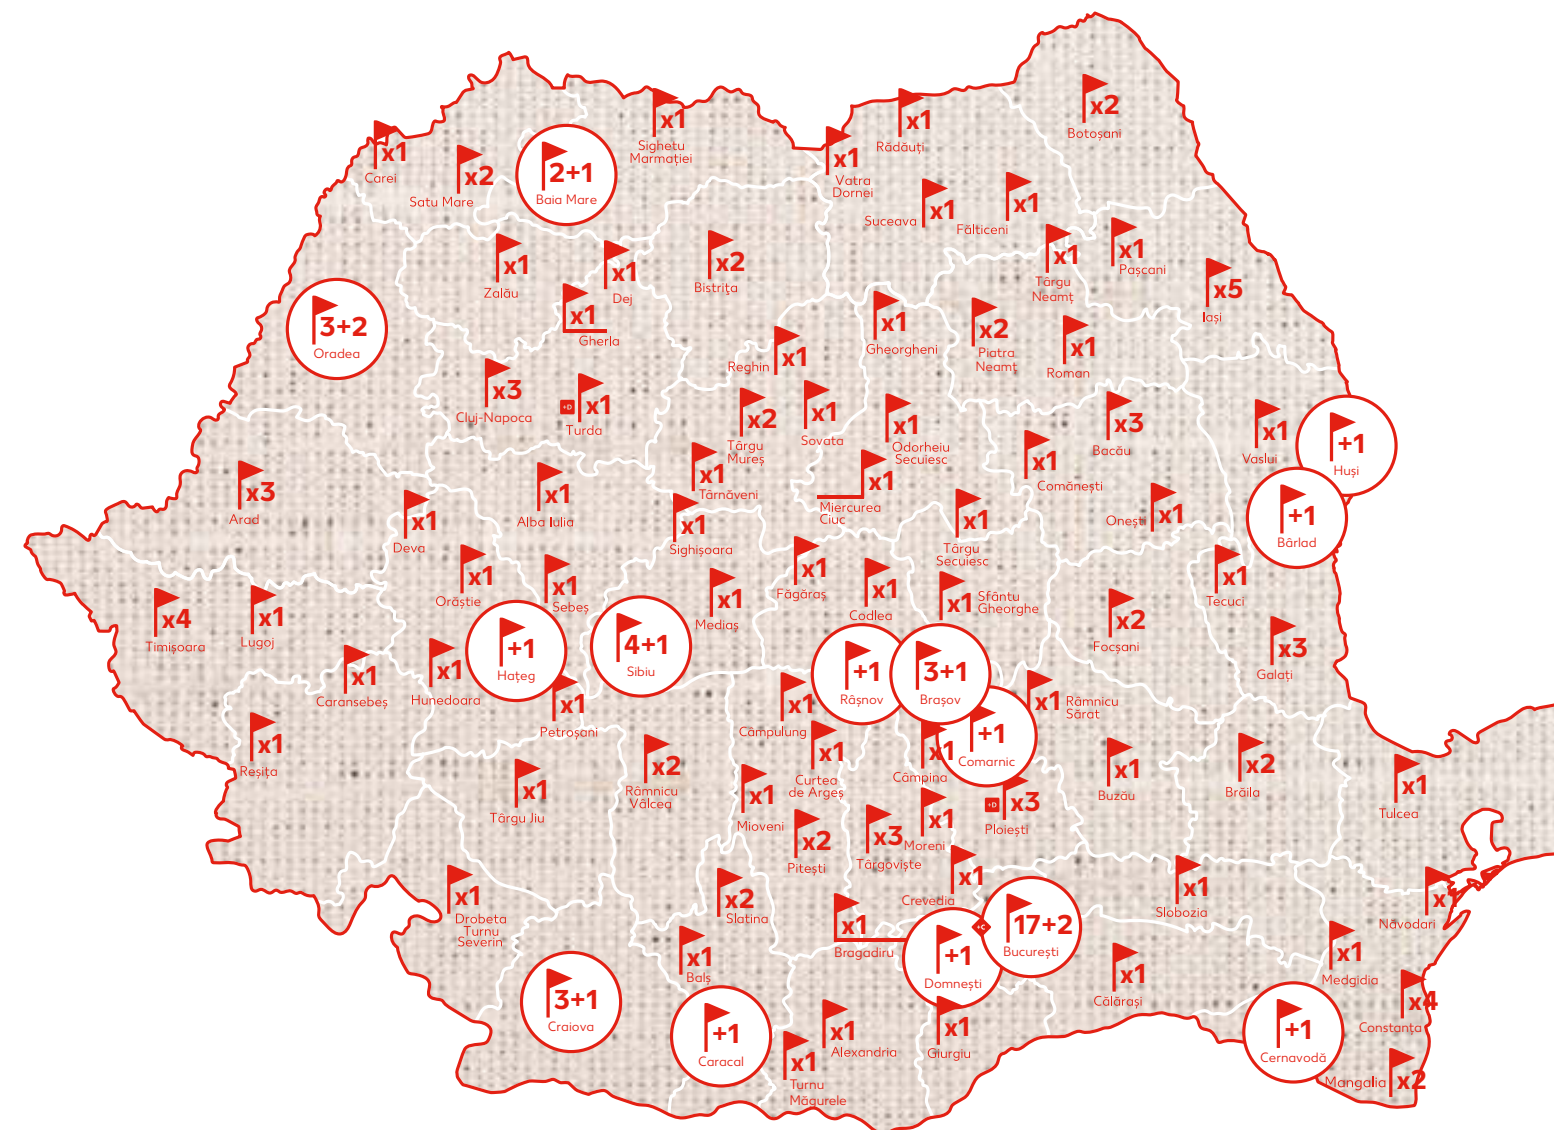 x2
Botoșani
x1
Sighetu
Marmației
x1
Rădăuți
x1
Carei
x2
Satu Mare
2+1
Baia Mare
x1
Vatra
Dornei
x1
Suceava
x1
Fălticeni
x1
Târgu
Neamț
x1
Pașcani
x5
Iași
x1
Zalău
x1
Dej
x2
Bistrița
x1
Gherla
3+2
Oradea
x1
Gheorgheni
x2
Piatra
Neamț
x1
Roman
x1
Reghin
x3
Cluj-Napoca
+D
x1
Turda
x2
Târgu
Mureș
x1
Sovata
x1
Odorheiu
Secuiesc
x3
Bacău
x1
Comănești
x1
Vaslui
+1
Huși
x3
Arad
x1
Alba Iulia
x1
Târnăveni
x1
Miercurea
Ciuc
x1
Deva
x1
Sighișoara
x1
Târgu
Secuiesc
x1
Onești
+1
Bârlad
x1
Orăștie
x1
Sebeș
x1
Mediaș
x1
Făgăraș
x1
Codlea
x1
Sfântu
Gheorghe
x1
Tecuci
x4
Timișoara
x1
Lugoj
x2
Focșani
x3
Galați
x1
Caransebeș
x1
Hunedoara
+1
Hațeg
4+1
Sibiu
+1
Râșnov
3+1
Brașov
x1
Râmnicu
Sărat
x1
Petroșani
x1
Câmpulung
x1
Reșița
x1
Curtea
de Argeș
x1
Câmpina
+1
Comarnic
x1
Târgu Jiu
x2
Râmnicu
Vâlcea
x1
Mioveni
x1
Buzău
x2
Brăila
x1
Tulcea
x2
Pitești
x3
Târgoviște
x1
Moreni
+D
x3
Ploiești
x1
Drobeta
Turnu
Severin
x2
Slatina
x1
Crevedia
x1
Slobozia
x1
Năvodari
x1
Balș
x1
Bragadiru
+1
Domnești
+C
17+2
București
x1
Călărași
x1
Medgidia
3+1
Craiova
+1
Caracal
x1
Alexandria
x1
Giurgiu
+1
Cernavodă
x4
Constanța
x1
Turnu
Măgurele
Mangalia
x2